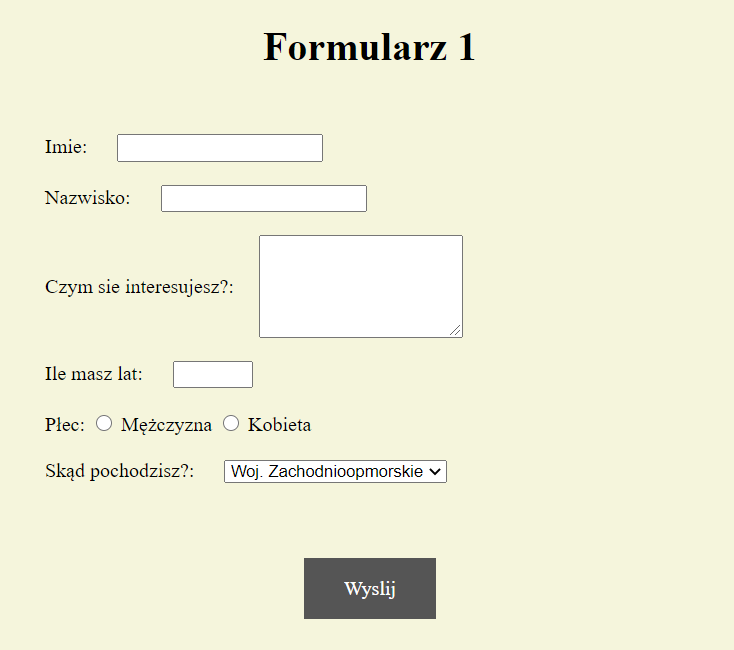 Formularz 1
Imie:
Nazwisko:
Czym sie interesujesz?:
Ile masz lat:
Płec: Mężczyzna Kobieta
Skąd pochodzisz?: Woj. Zachodnioopmorskie
Wyslij